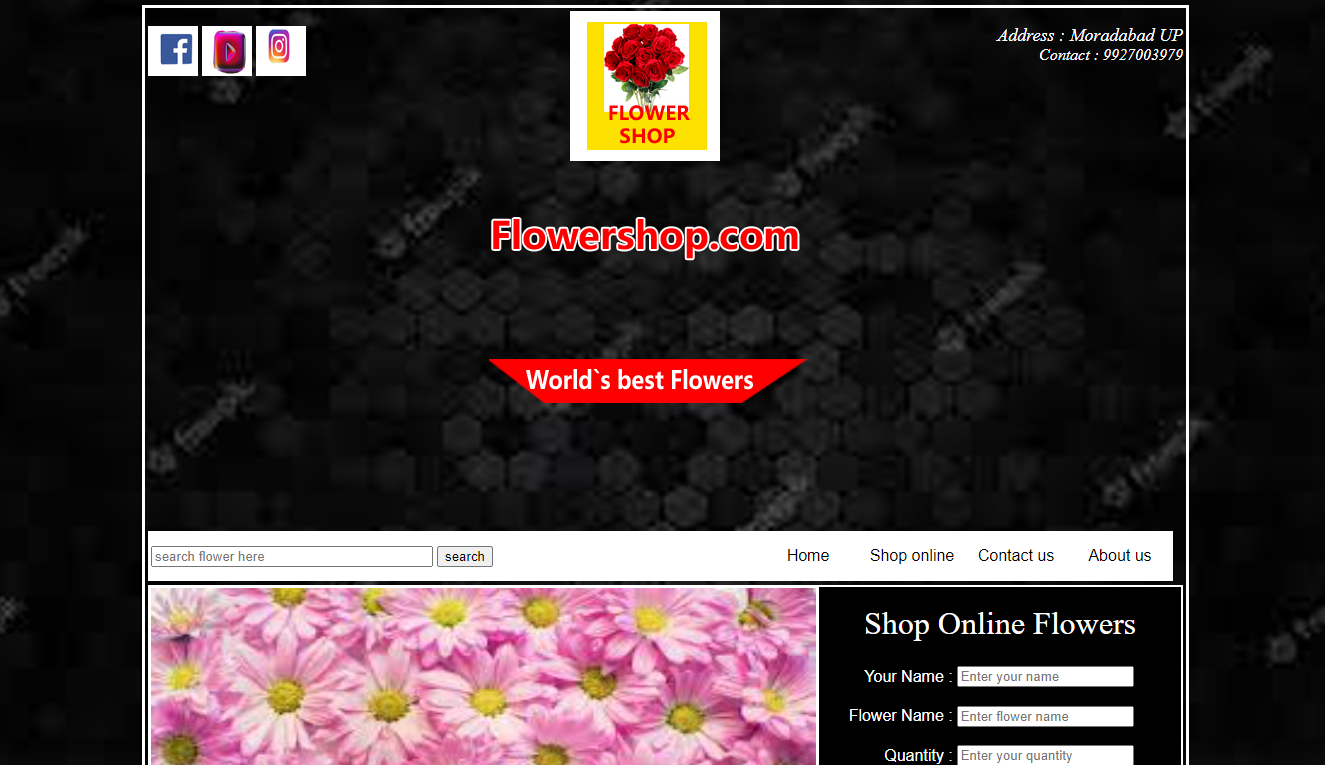 Address : Moradabad UP
Contact : 9927003979
FLOWER
SHOP
Flowershop.com
World`s best Flowers
search flower here search Home Shop online Contact us About us
Shop Online Flowers
Your Name : Enter your name
Flower Name : Enter flower name
Quantity : Enter your quantity